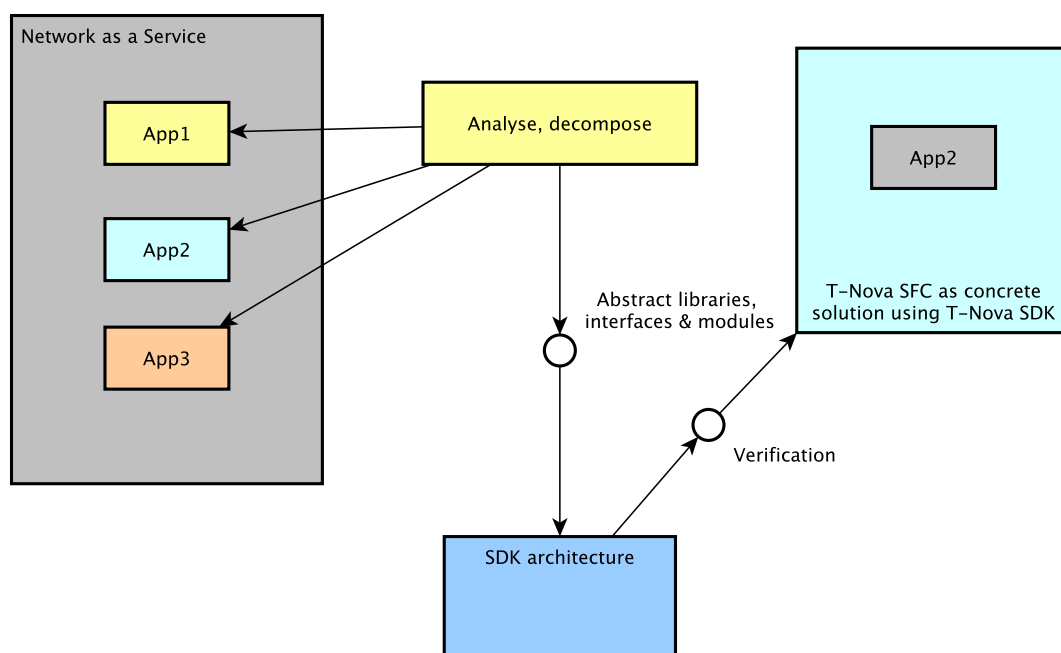 Network as a Service
App1
App2
App3
Analyse, decompose
App2
T-Nova SFC as concrete
solution using T-Nova SDK
Abstract libraries,
interfaces & modules
Verification
SDK architecture